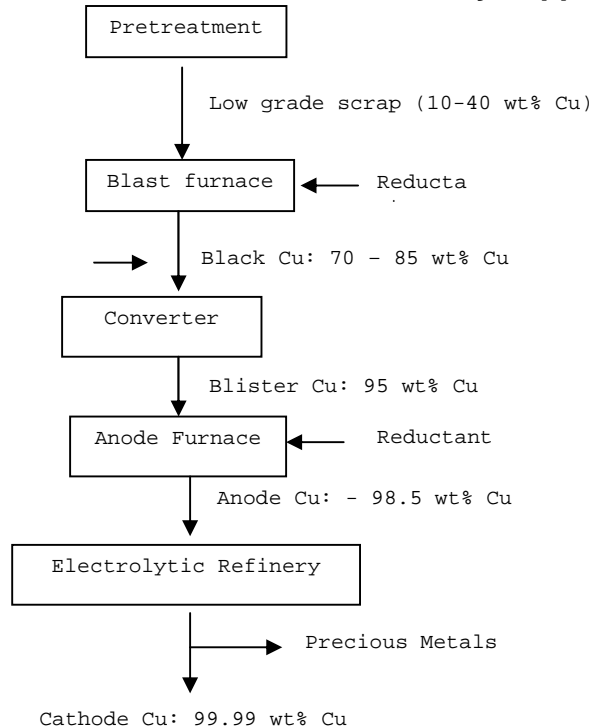 Pretreatment
Low grade scrap (10-40 wt% Cu)
Blast furnace
Reducta
Black Cu: 70 – 85 wt% Cu
Converter
Blister Cu: 95 wt% Cu
Anode Furnace
Reductant
Anode Cu: - 98.5 wt% Cu
Electrolytic Refinery
Precious Metals
Cathode Cu: 99.99 wt% Cu